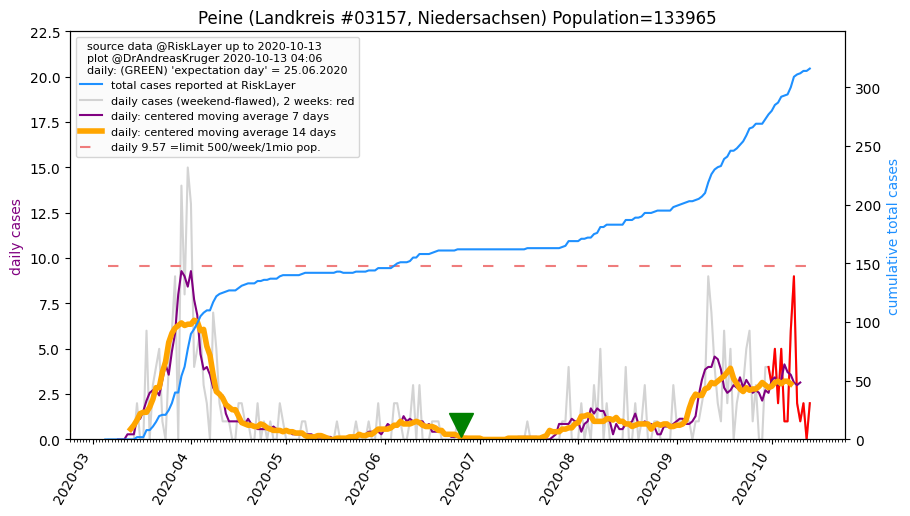 Peine (Landkreis #03157, Niedersachsen) Population=133965
source data @RiskLayer up to 2020-10-13
plot @DrAndreasKruger 2020-10-13 04:06
daily: (GREEN) 'expectation day' = 25.06.2020
total cases reported at RiskLayer
daily cases (weekend-flawed), 2 weeks: red
daily: centered moving average 7 days
daily: centered moving average 14 days
daily 9.57 =limit 500/week/1mio pop.
daily cases
22.5
20.0
17.5
15.0
12.5
10.0
7.5
5.0
2.5
0.0
cumulative total cases
300
250
200
150
100
50
0
2020-03
2020-04
2020-05
2020-06
2020-07
2020-08
2020-09
2020-10